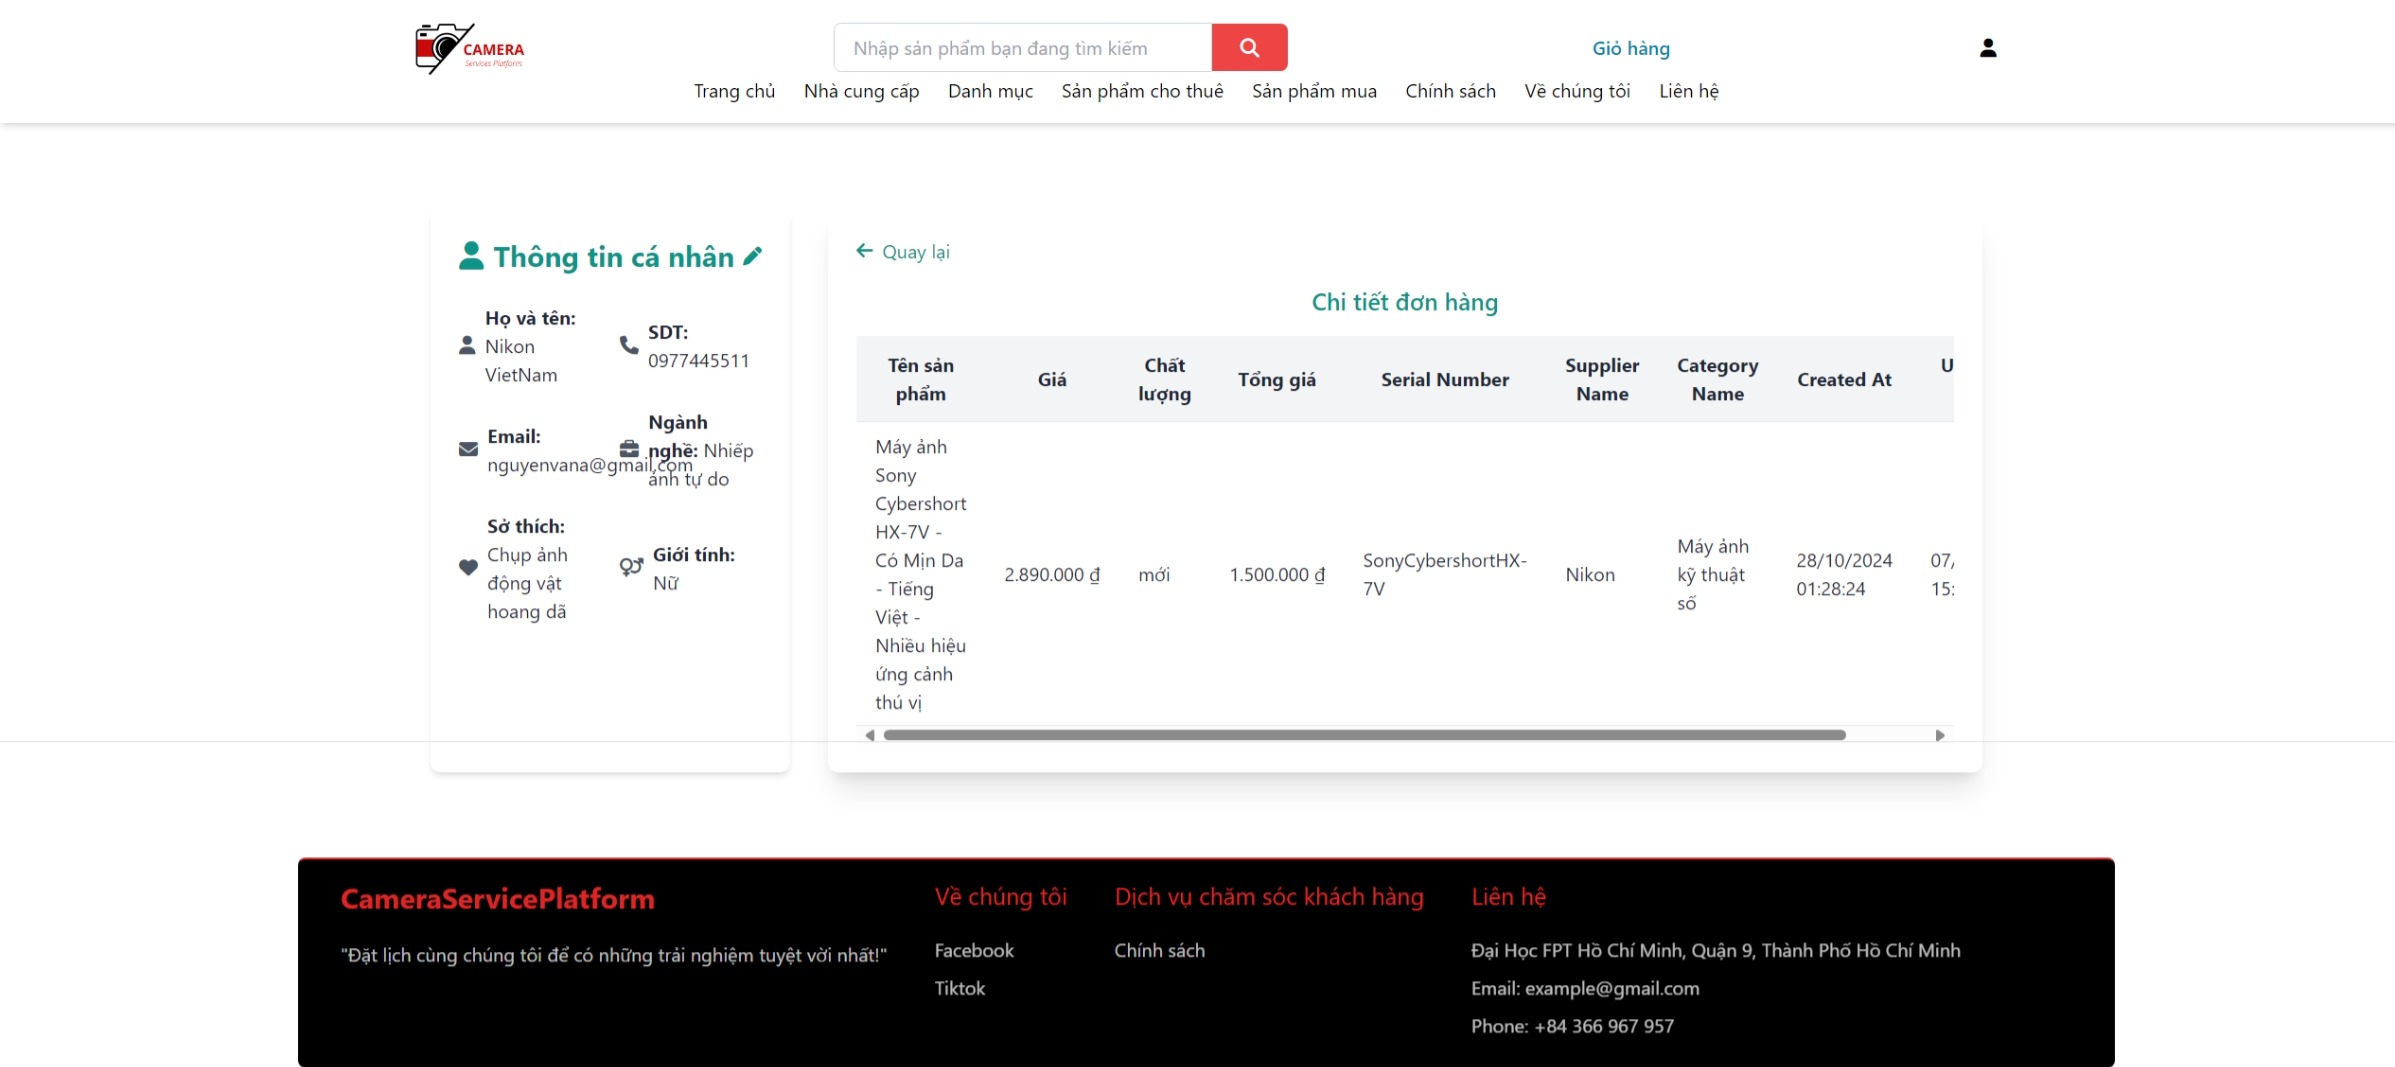 CAMERA
Services Platform
Nhập sản phẩm bạn đang tìm kiếm
Giỏ hàng
Trang chủ Nhà cung cấp Danh mục Sản phẩm cho thuê Sản phẩm mua Chính sách Về chúng tôi Liên hệ
Thông tin cá nhân
Họ và tên:
Nikon
VietNam
SDT:
0977445511
Email:
nguyenvana@gmail.com
Ngành
nghề: Nhiếp
ảnh tự do
Sở thích:
Chụp ảnh
động vật
hoang dã
Giới tính:
Nữ
Quay lại
Chi tiết đơn hàng
Tên sản
phẩm
Giá
Chất
lượng
Tổng giá
Serial Number
Supplier
Name
Category
Name
Created At
U
Máy ảnh
Sony
Cybershort
HX-7V -
Có Mịn Da
- Tiếng
Việt -
Nhiều hiệu
ứng cảnh
thú vị
2.890.000 ₫
mới
1.500.000 ₫
SonyCybershortHX-
7V
Nikon
Máy ảnh
kỹ thuật
số
28/10/2024
01:28:24
07,
15:
CameraServicePlatform
"Đặt lịch cùng chúng tôi để có những trải nghiệm tuyệt vời nhất!"
Về chúng tôi
Facebook
Tiktok
Dịch vụ chăm sóc khách hàng
Chính sách
Liên hệ
Đại Học FPT Hồ Chí Minh, Quận 9, Thành Phố Hồ Chí Minh
Email: example@gmail.com
Phone: +84 366 967 957